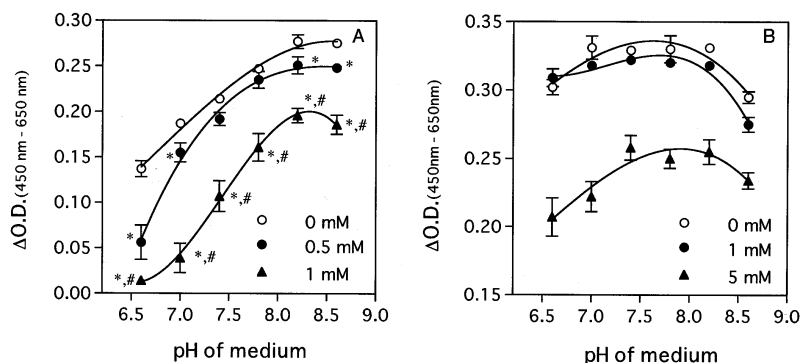 A
ΔO.D.(450 nm - 650 nm)
0.30
0.25
0.20
0.15
0.10
0.05
0.00
* *
*,#
*,#
*
*,#
*,#
*
*,#
*,#
0 mM
0.5 mM
1 mM
6.5 7.0 7.5 8.0 8.5 9.0
pH of medium
B
ΔO.D.(450nm - 650nm)
0.35
0.30
0.25
0.20
0.15
0 mM
1 mM
5 mM
6.5 7.0 7.5 8.0 8.5 9.0
pH of medium